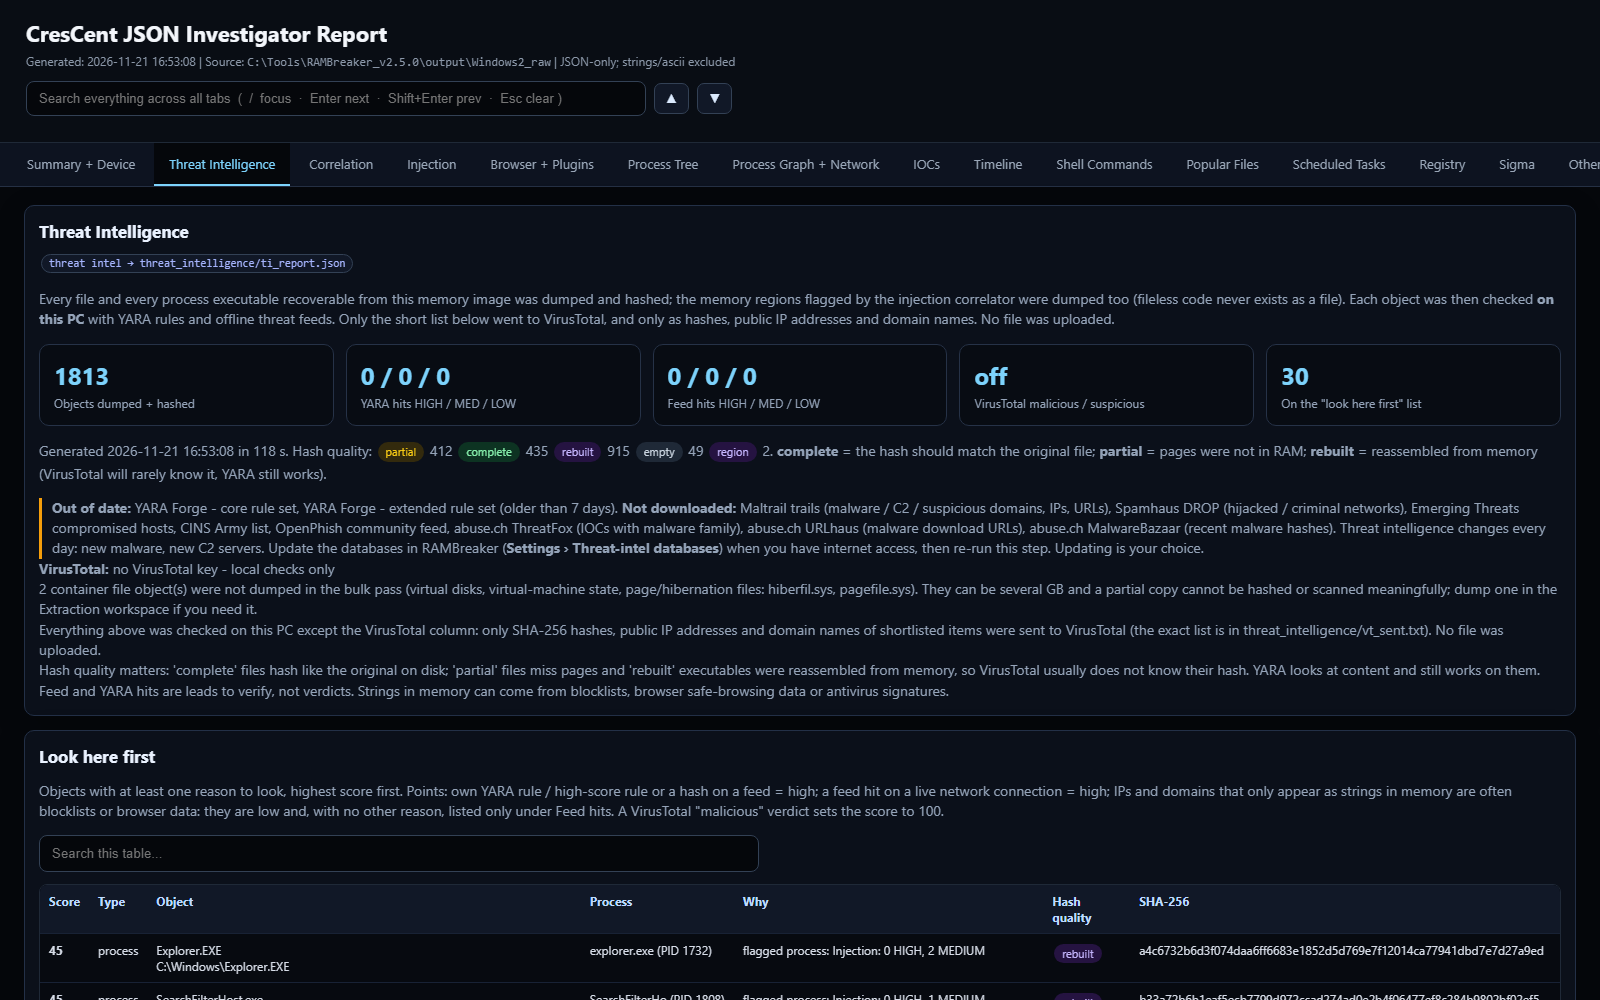 CresCent JSON Investigator Report
Generated: 2026-11-21 16:53:08 | Source: C:\Tools\RAMBreaker_v2.5.0\output\Windows2_raw | JSON-only; strings/ascii excluded
Search everything across all tabs ( / focus · Enter next · Shift+Enter prev · Esc clear ) ▲ ▼
Summary + Device Threat Intelligence Correlation Injection Browser + Plugins Process Tree Process Graph + Network IOCs Timeline Shell Commands Popular Files Scheduled Tasks Registry Sigma Other
Threat Intelligence
threat intel → threat_intelligence/ti_report.json
Every file and every process executable recoverable from this memory image was dumped and hashed; the memory regions flagged by the injection correlator were dumped too (fileless code never exists as a file). Each object was then checked on
this PC with YARA rules and offline threat feeds. Only the short list below went to VirusTotal, and only as hashes, public IP addresses and domain names. No file was uploaded.
1813
Objects dumped + hashed
0 / 0 / 0
YARA hits HIGH / MED / LOW
0 / 0 / 0
Feed hits HIGH / MED / LOW
off
VirusTotal malicious / suspicious
30
On the "look here first" list
Generated 2026-11-21 16:53:08 in 118 s. Hash quality: partial 412 complete 435 rebuilt 915 empty 49 region 2. complete = the hash should match the original file; partial = pages were not in RAM; rebuilt = reassembled from memory
(VirusTotal will rarely know it, YARA still works).
Out of date: YARA Forge - core rule set, YARA Forge - extended rule set (older than 7 days). Not downloaded: Maltrail trails (malware / C2 / suspicious domains, IPs, URLs), Spamhaus DROP (hijacked / criminal networks), Emerging Threats
compromised hosts, CINS Army list, OpenPhish community feed, abuse.ch ThreatFox (IOCs with malware family), abuse.ch URLhaus (malware download URLs), abuse.ch MalwareBazaar (recent malware hashes). Threat intelligence changes every
day: new malware, new C2 servers. Update the databases in RAMBreaker (Settings › Threat-intel databases) when you have internet access, then re-run this step. Updating is your choice.
VirusTotal: no VirusTotal key - local checks only
2 container file object(s) were not dumped in the bulk pass (virtual disks, virtual-machine state, page/hibernation files: hiberfil.sys, pagefile.sys). They can be several GB and a partial copy cannot be hashed or scanned meaningfully; dump one in the
Extraction workspace if you need it.
Everything above was checked on this PC except the VirusTotal column: only SHA-256 hashes, public IP addresses and domain names of shortlisted items were sent to VirusTotal (the exact list is in threat_intelligence/vt_sent.txt). No file was
uploaded.
Hash quality matters: 'complete' files hash like the original on disk; 'partial' files miss pages and 'rebuilt' executables were reassembled from memory, so VirusTotal usually does not know their hash. YARA looks at content and still works on them.
Feed and YARA hits are leads to verify, not verdicts. Strings in memory can come from blocklists, browser safe-browsing data or antivirus signatures.
Look here first
Objects with at least one reason to look, highest score first. Points: own YARA rule / high-score rule or a hash on a feed = high; a feed hit on a live network connection = high; IPs and domains that only appear as strings in memory are often
blocklists or browser data: they are low and, with no other reason, listed only under Feed hits. A VirusTotal "malicious" verdict sets the score to 100.
Search this table...
Score Type Object Process Why Hash quality SHA-256
45 process Explorer.EXE explorer.exe (PID 1732) flagged process: Injection: 0 HIGH, 2 MEDIUM rebuilt a4c6732b6d3f074daa6ff6683e1852d5d769e7f12014ca77941dbd7e7d27a9ed
C:\Windows\Explorer.EXE
45 process SearchFilterHost.exe SearchFilterHo (PID 1808) flagged process: Injection: 0 HIGH, 1 MEDIUM rebuilt